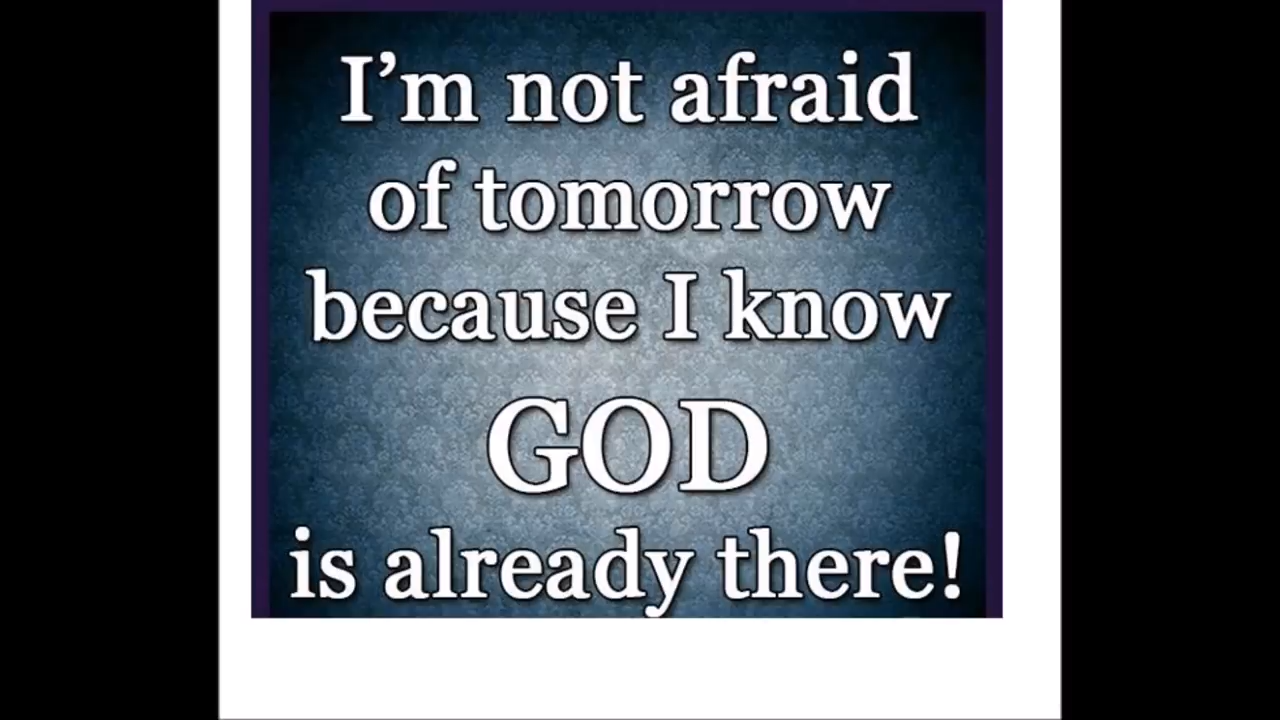 I’m not afraid
of tomorrow
because I know
GOD
is already there!